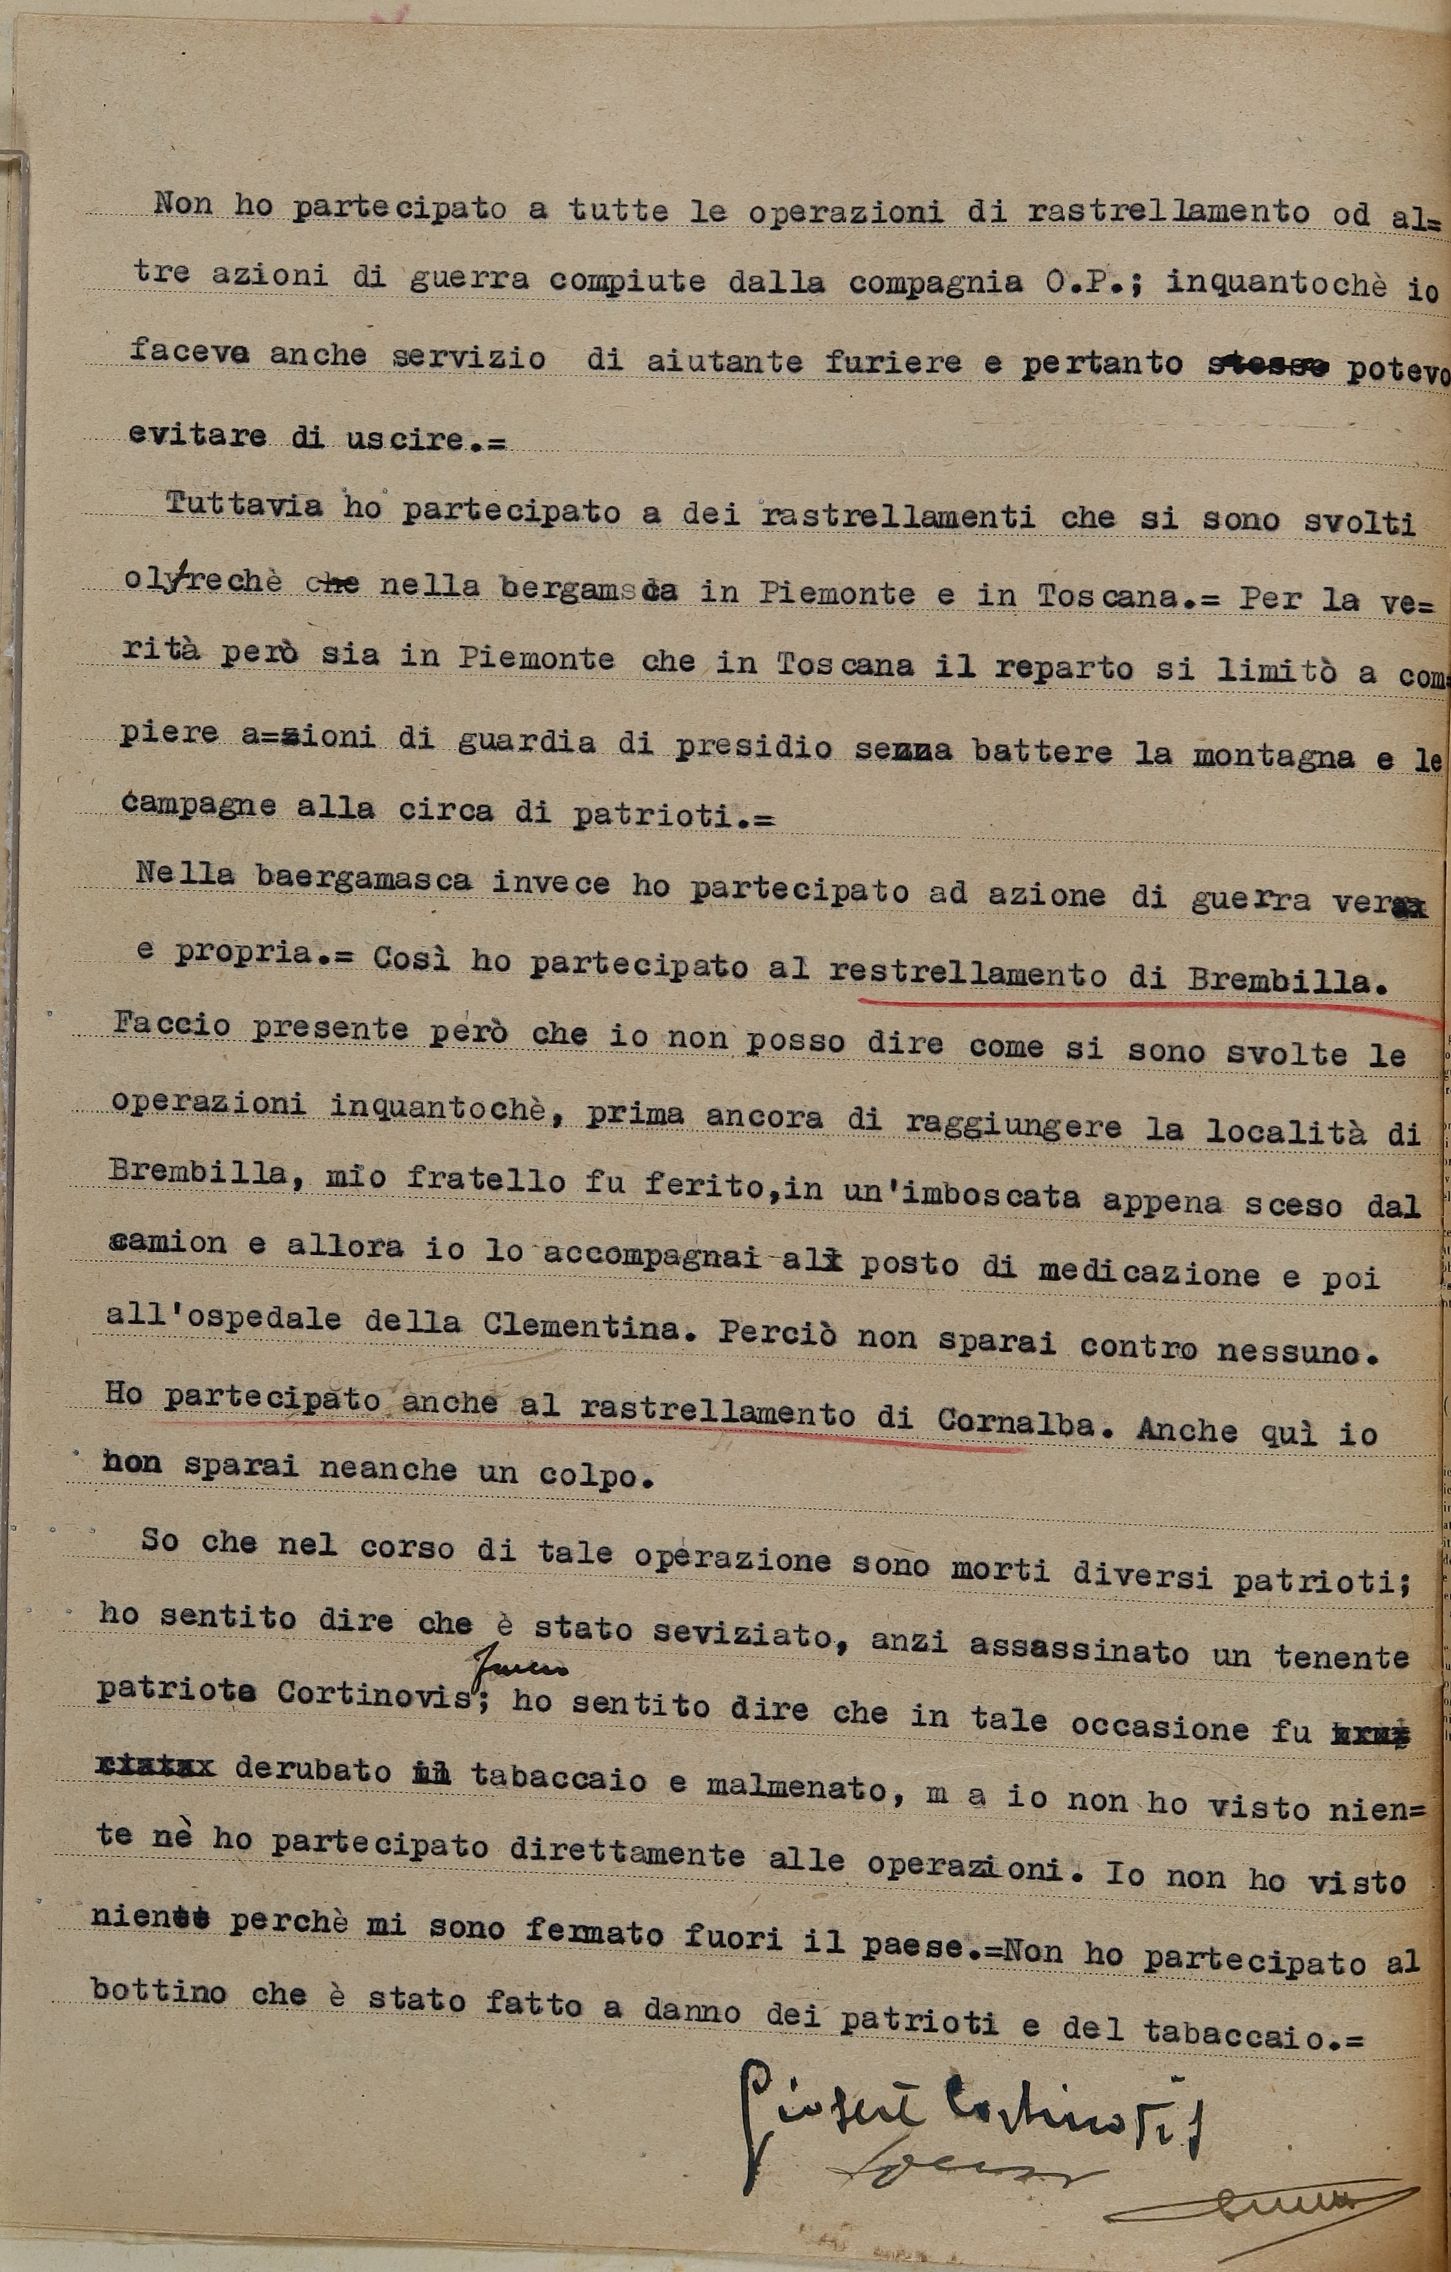 Non ho partecipato a tutte le operazioni di rastrellamento od al=
tre azioni di guerra compiute dalla compagnia O.P.; inquantochè io
facevo anche servizio di aiutante furiere e pertanto stesso potevo
evitare di uscire.=
Tuttavia ho partecipato a dei rastrellamenti che si sono svolti
oltrechè che nella bergamsca in Piemonte e in Toscana.= Per la ve=
rità però sia in Piemonte che in Toscana il reparto si limitò a com=
piere a=zioni di guardia di presidio senza battere la montagna e le
campagne alla circa di patrioti.=
Nella baergamasca invece ho partecipato ad azione di guerra vera
e propria.= Così ho partecipato al restrellamento di Brembilla.
Faccio presente però che io non posso dire come si sono svolte le
operazioni inquantochè, prima ancora di raggiungere la località di
Brembilla, mio fratello fu ferito,in un'imboscata appena sceso dal
camion e allora io lo accompagnai al posto di medicazione e poi
all'ospedale della Clementina. Perciò non sparai contro nessuno.
Ho partecipato anche al rastrellamento di Cornalba. Anche quì io
non sparai neanche un colpo.
So che nel corso di tale operazione sono morti diversi patrioti;
ho sentito dire che è stato seviziato, anzi assassinato un tenente
patriota Cortinovis; ho sentito dire che in tale occasione fu
derubato il tabaccaio e malmenato, m a io non ho visto nien=
te nè ho partecipato direttamente alle operazioni. Io non ho visto
niente perchè mi sono fermato fuori il paese.=Non ho partecipato al
bottino che è stato fatto a danno dei patrioti e del tabaccaio.=
Giuseppe Cortinovis